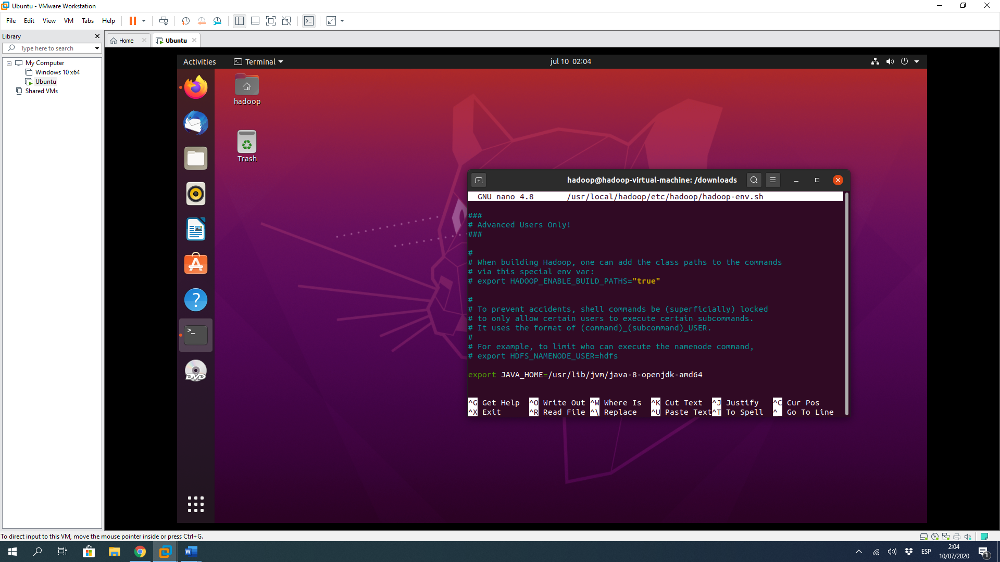 Ubuntu - VMware Workstation
File Edit View VM Tabs Help
Library
Type here to search
My Computer
Windows 10 x64
Ubuntu
Shared VMs
Home
Ubuntu
Activities
Terminal
jul 10 02:04
hadoop
Trash
hadoop@hadoop-virtual-machine: /downloads
GNU nano 4.8 /usr/local/hadoop/etc/hadoop/hadoop-env.sh
###
# Advanced Users Only!
###
#
# When building Hadoop, one can add the class paths to the commands
# via this special env var:
# export HADOOP_ENABLE_BUILD_PATHS="true"
#
# To prevent accidents, shell commands be (superficially) locked
# to only allow certain users to execute certain subcommands.
# It uses the format of (command)_(subcommand)_USER.
#
# For example, to limit who can execute the namenode command,
# export HDFS_NAMENODE_USER=hdfs
export JAVA_HOME=/usr/lib/jvm/java-8-openjdk-amd64
^G Get Help ^O Write Out ^W Where Is ^K Cut Text ^J Justify ^C Cur Pos
^X Exit ^R Read File ^\ Replace ^U Paste Text ^T To Spell ^_ Go To Line
DVD
To direct input to this VM, move the mouse pointer inside or press Ctrl+G.
W
ESP
2:04
10/07/2020
1